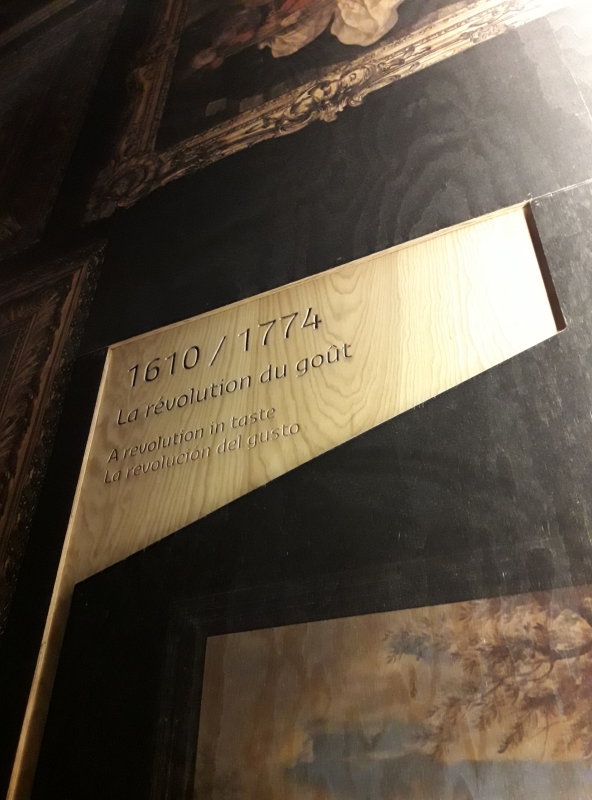 1610 / 1774
La révolution du goût
A revolution in taste
La revolución del gusto